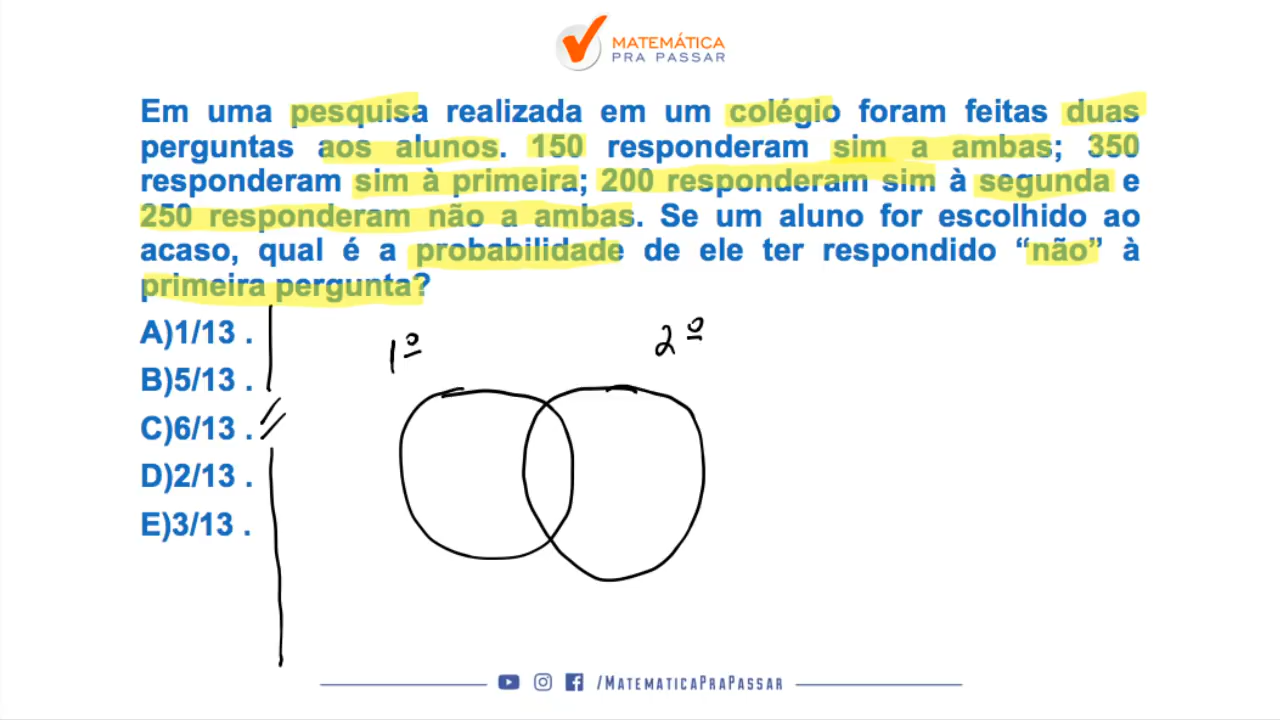 MATEMÁTICA
PRA PASSAR
Em uma pesquisa realizada em um colégio foram feitas duas
perguntas aos alunos. 150 responderam sim a ambas; 350
responderam sim à primeira; 200 responderam sim à segunda e
250 responderam não a ambas. Se um aluno for escolhido ao
acaso, qual é a probabilidade de ele ter respondido “não” à
primeira pergunta?
A)1/13 .
B)5/13 .
C)6/13 .
D)2/13 .
E)3/13 .
1º
2º
/MATEMATICAPRAPASSAR